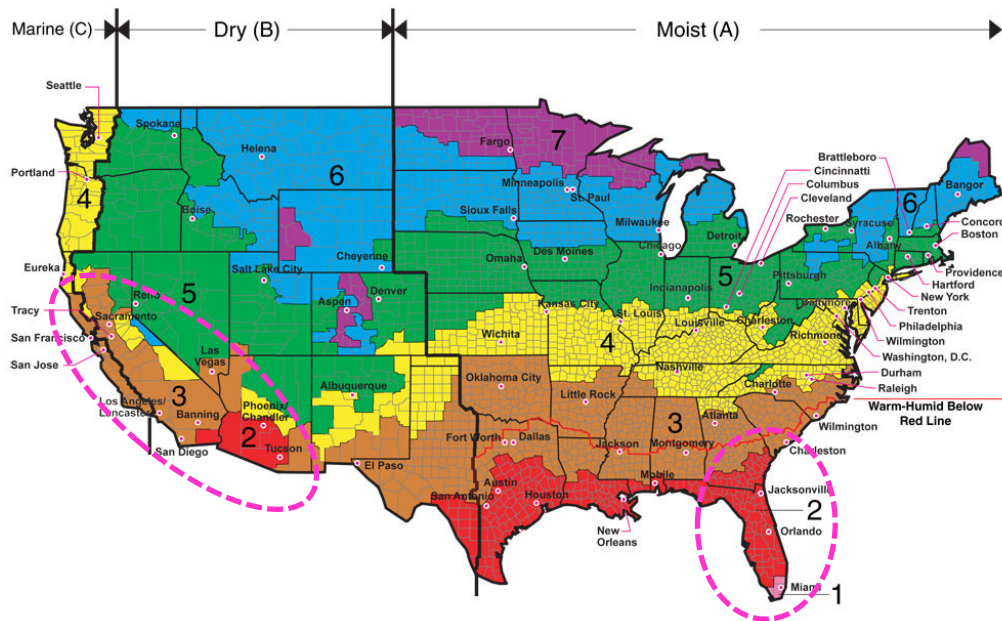 Marine (C)
Dry (B)
Moist (A)
Seattle
Spokane
Helena
6
Fargo
7
Brattleboro
Cincinnatti
Columbus
Cleveland
Portland
4
Minneapolis
St. Paul
Bangor
6
Boise
Sioux Falls
Milwaukee
Rochester
Syracuse
Concord
Detroit
Albany
Boston
Cheyenne
Des Moines
Chicago
Eureka
Salt Lake City
Omaha
Pittsburgh
Providence
Reno
5
Aspen
Denver
Indianapolis
5
Hartford
New York
Tracy
Sacramento
Kansas City
St. Louis
Baltimore
Trenton
Philadelphia
San Francisco
Wichita
4
Louisville
Charleston
Richmond
Wilmington
San Jose
Las
Vegas
Nashville
Washington, D.C.
Durham
Albuquerque
Oklahoma City
Charlotte
Raleigh
3
Los Angeles/
Lancaster
Banning
Phoenix/
Chandler
2
Little Rock
Atlanta
3
Warm-Humid Below
Red Line
Wilmington
San Diego
Tucson
El Paso
Fort Worth
Dallas
Jackson
Montgomery
Charleston
Austin
San Antonio
Houston
Mobile
Jacksonville
2
New
Orleans
Orlando
Miami
1